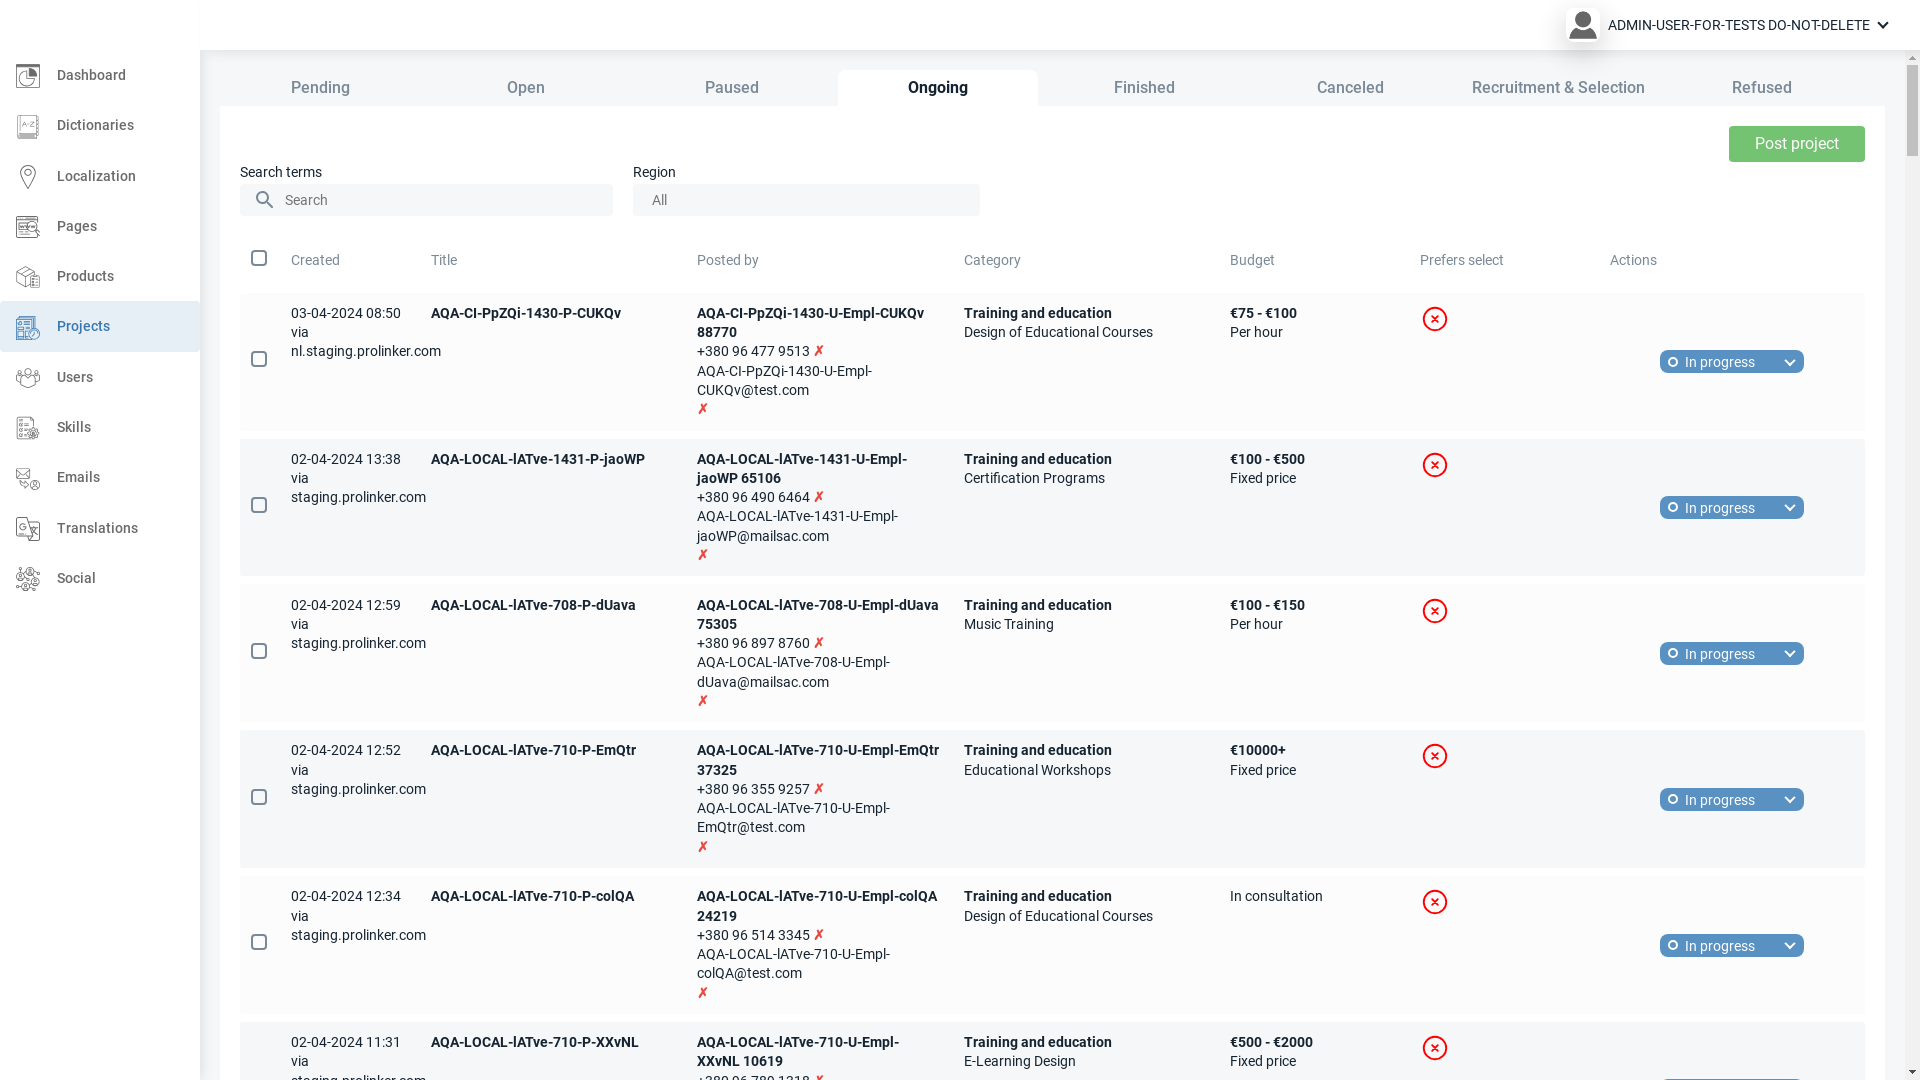 ADMIN-USER-FOR-TESTS DO-NOT-DELETE
Dashboard
Dictionaries
Localization
Pages
Products
Projects
Users
Skills
Emails
Translations
Social
Pending
Open
Paused
Ongoing
Finished
Canceled
Recruitment & Selection
Refused
Post project
Search terms
Search
Region
All
Created
Title
Posted by
Category
Budget
Prefers select
Actions
03-04-2024 08:50
via
nl.staging.prolinker.com
AQA-CI-PpZQi-1430-P-CUKQv
AQA-CI-PpZQi-1430-U-Empl-CUKQv
88770
+380 96 477 9513 ✗
AQA-CI-PpZQi-1430-U-Empl-
CUKQv@test.com
✗
Training and education
Design of Educational Courses
€75 - €100
Per hour
In progress
02-04-2024 13:38
via
staging.prolinker.com
AQA-LOCAL-lATve-1431-P-jaoWP
AQA-LOCAL-lATve-1431-U-Empl-
jaoWP 65106
+380 96 490 6464 ✗
AQA-LOCAL-lATve-1431-U-Empl-
jaoWP@mailsac.com
✗
Training and education
Certification Programs
€100 - €500
Fixed price
In progress
02-04-2024 12:59
via
staging.prolinker.com
AQA-LOCAL-lATve-708-P-dUava
AQA-LOCAL-lATve-708-U-Empl-dUava
75305
+380 96 897 8760 ✗
AQA-LOCAL-lATve-708-U-Empl-
dUava@mailsac.com
✗
Training and education
Music Training
€100 - €150
Per hour
In progress
02-04-2024 12:52
via
staging.prolinker.com
AQA-LOCAL-lATve-710-P-EmQtr
AQA-LOCAL-lATve-710-U-Empl-EmQtr
37325
+380 96 355 9257 ✗
AQA-LOCAL-lATve-710-U-Empl-
EmQtr@test.com
✗
Training and education
Educational Workshops
€10000+
Fixed price
In progress
02-04-2024 12:34
via
staging.prolinker.com
AQA-LOCAL-lATve-710-P-colQA
AQA-LOCAL-lATve-710-U-Empl-colQA
24219
+380 96 514 3345 ✗
AQA-LOCAL-lATve-710-U-Empl-
colQA@test.com
✗
Training and education
Design of Educational Courses
In consultation
In progress
02-04-2024 11:31
via
staging.prolinker.com
AQA-LOCAL-lATve-710-P-XXvNL
AQA-LOCAL-lATve-710-U-Empl-
XXvNL 10619
+380 96 780 1318 ✗
Training and education
E-Learning Design
€500 - €2000
Fixed price